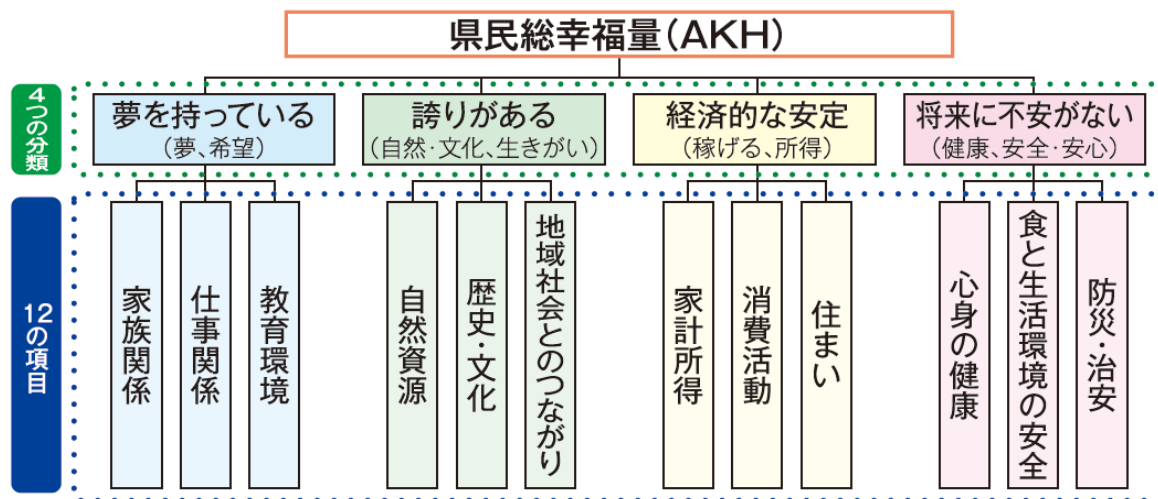 県民総幸福量(AKH)
4つの分類
夢を持っている
(夢、希望)
誇りがある
(自然・文化、生きがい)
経済的な安定
(稼げる、所得)
将来に不安がない
(健康、安全・安心)
12の項目
家族関係
仕事関係
教育環境
自然資源
歴史・文化
地域社会とのつながり
家計所得
消費活動
住まい
心身の健康
食と生活環境の安全
防災・治安